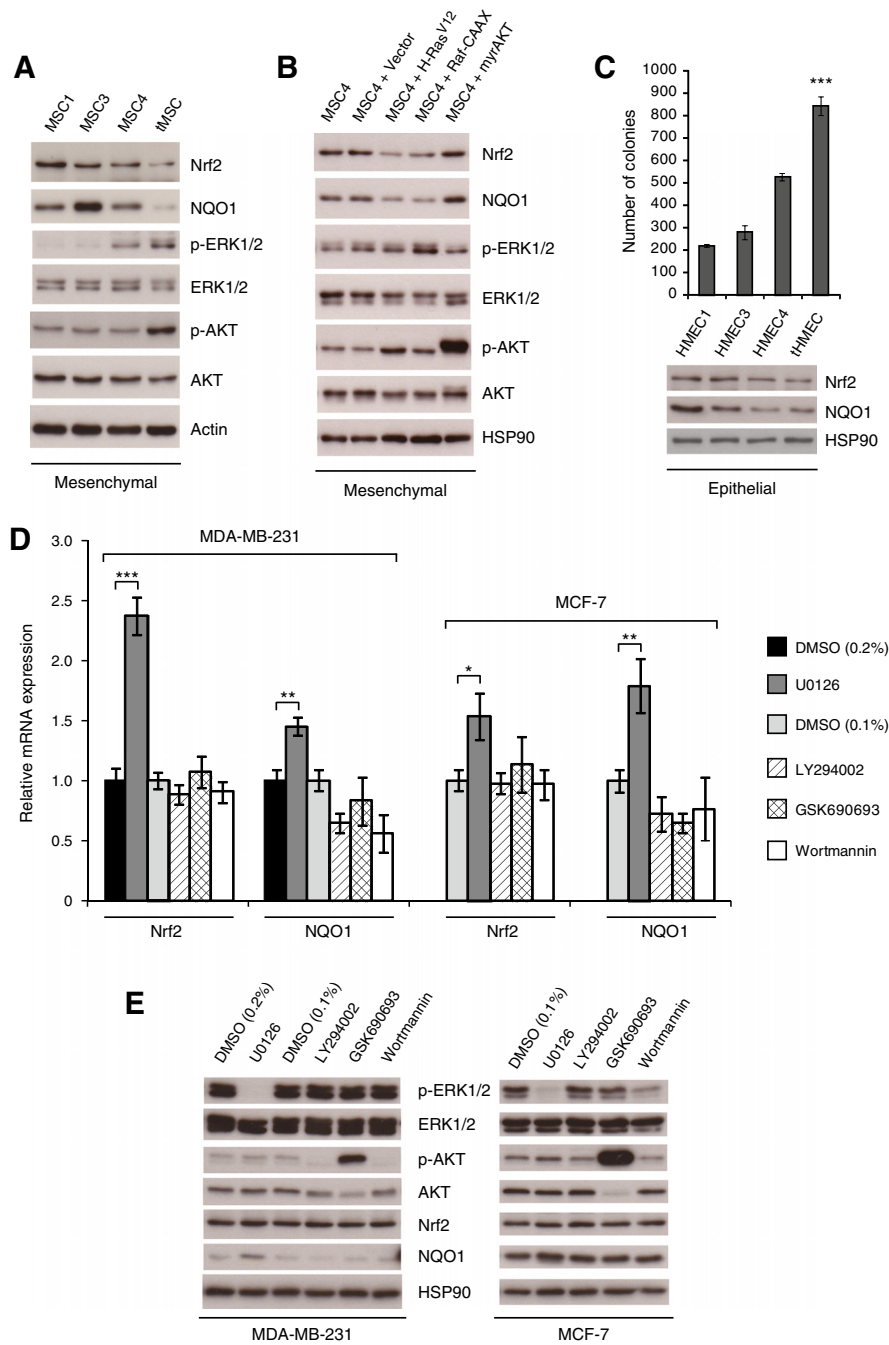 A
MSC1
MSC3
MSC4
tMSC
Nrf2
NQO1
p-ERK1/2
ERK1/2
p-AKT
AKT
Actin
Mesenchymal
B
MSC4
MSC4 + Vector
MSC4 + H-Ras V12
MSC4 + Raf-CAAX
MSC4 + myrAKT
Nrf2
NQO1
p-ERK1/2
ERK1/2
p-AKT
AKT
HSP90
Mesenchymal
C
Number of colonies
1000
900
800
700
600
500
400
300
200
100
0
***
HMEC1
HMEC3
HMEC4
tHMEC
Nrf2
NQO1
HSP90
Epithelial
D
Relative mRNA expression
3.0
2.5
2.0
1.5
1.0
0.5
0
MDA-MB-231
***
**
MCF-7
*
**
Nrf2
NQO1
Nrf2
NQO1
DMSO (0.2%)
U0126
DMSO (0.1%)
LY294002
GSK690693
Wortmannin
E
DMSO (0.2%)
U0126
DMSO (0.1%)
LY294002
GSK690693
Wortmannin
DMSO (0.1%)
U0126
LY294002
GSK690693
Wortmannin
p-ERK1/2
ERK1/2
p-AKT
AKT
Nrf2
NQO1
HSP90
MDA-MB-231
MCF-7